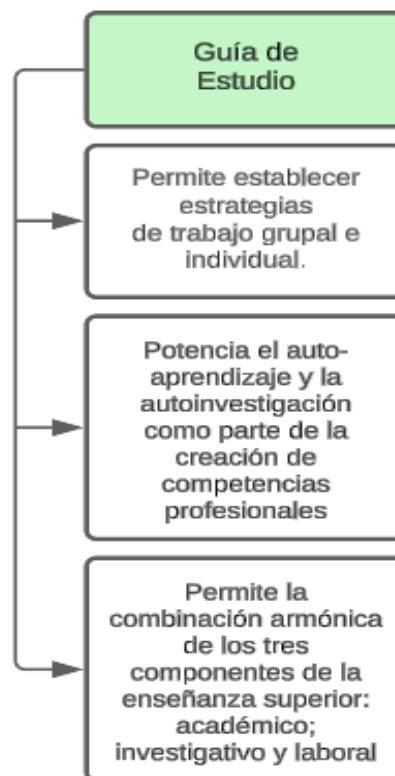 Guía de
Estudio
Permite establecer
estrategias
de trabajo grupal e
individual.
Potencia el auto-
aprendizaje y la
autoinvestigación
como parte de la
creación de
competencias
profesionales
Permite la
combinación armónica
de los tres
componentes de la
enseñanza superior:
académico;
investigativo y laboral